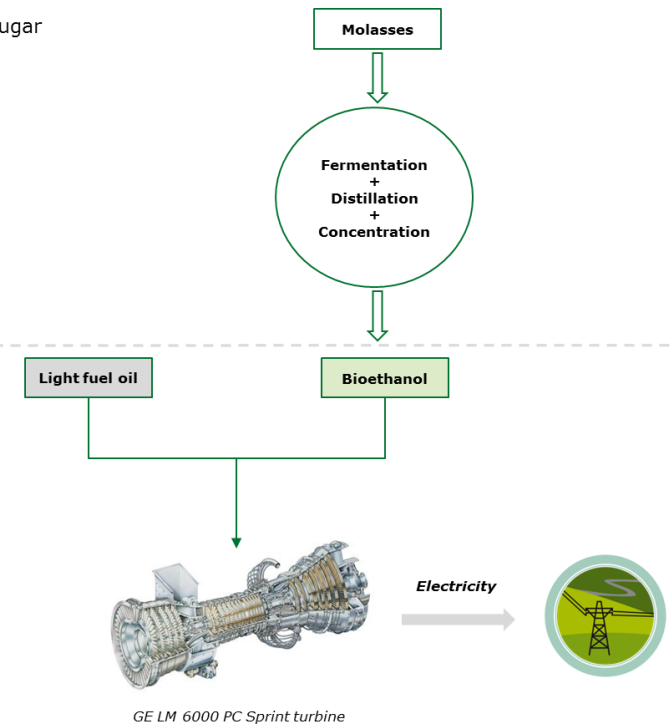 ugar
Molasses
Fermentation
+
Distillation
+
Concentration
Light fuel oil
Bioethanol
Electricity
GE LM 6000 PC Sprint turbine